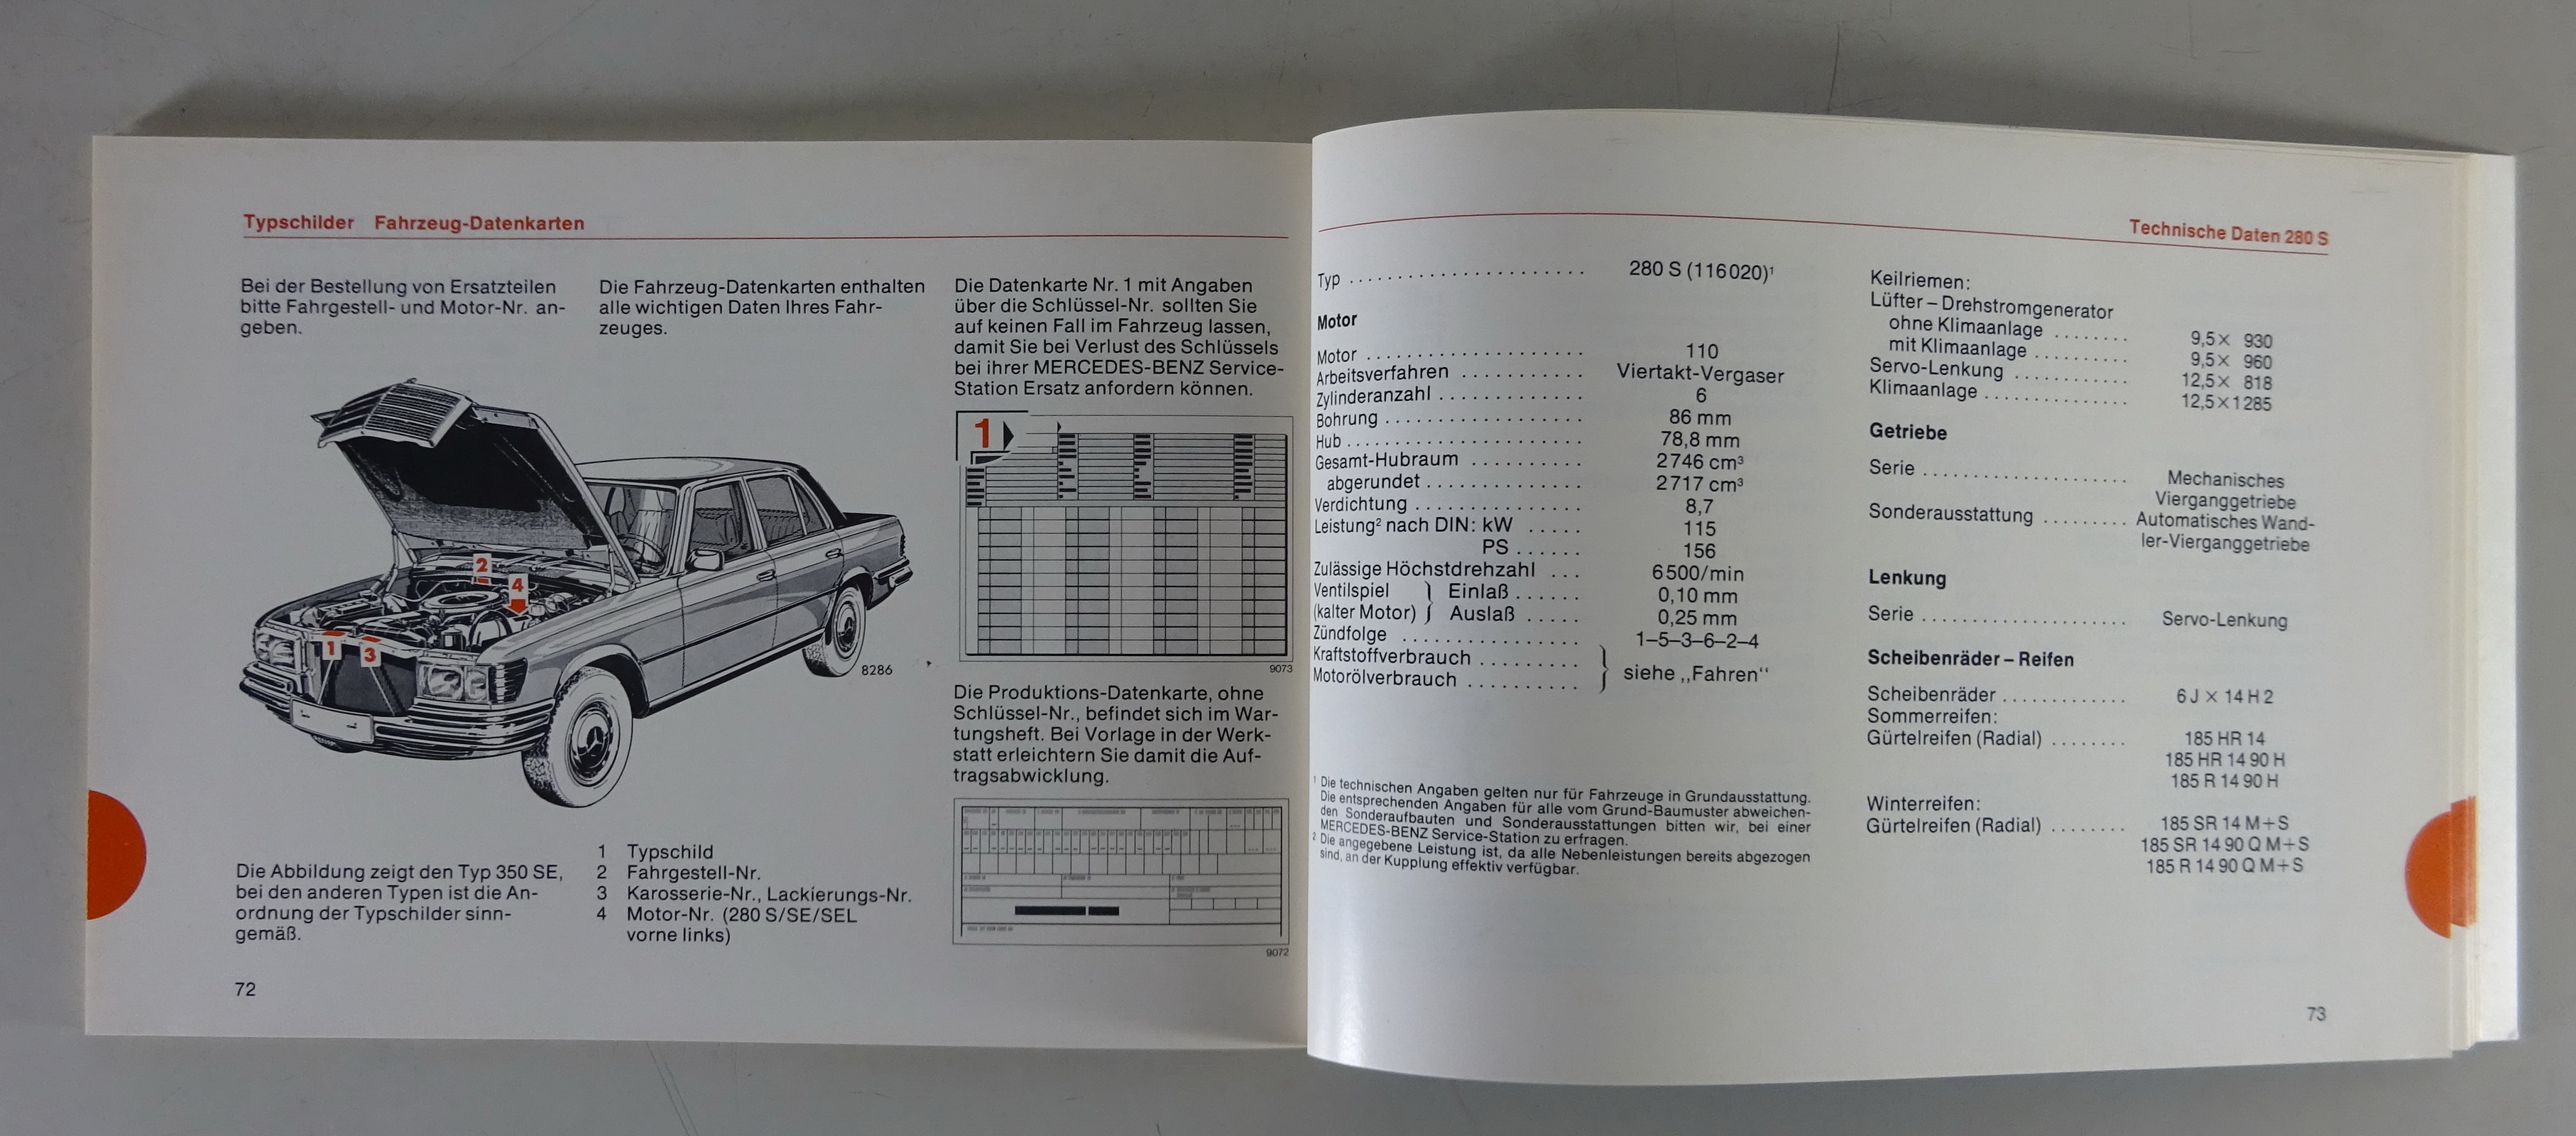 Typschilder Fahrzeug-Datenkarten
Bei der Bestellung von Ersatzteilen
bitte Fahrgestell- und Motor-Nr. an-
geben.
Die Fahrzeug-Datenkarten enthalten
alle wichtigen Daten Ihres Fahr-
zeuges.
2
4
1
3
8286
Die Abbildung zeigt den Typ 350 SE,
bei den anderen Typen ist die An-
ordnung der Typschilder sinn-
gemäß.
1 Typschild
2 Fahrgestell-Nr.
3 Karosserie-Nr., Lackierungs-Nr.
4 Motor-Nr. (280 S/SE/SEL
vorne links)
Die Datenkarte Nr. 1 mit Angaben
über die Schlüssel-Nr. sollten Sie
auf keinen Fall im Fahrzeug lassen,
damit Sie bei Verlust des Schlüssels
bei ihrer MERCEDES-BENZ Service-
Station Ersatz anfordern können.
1
9073
Die Produktions-Datenkarte, ohne
Schlüssel-Nr., befindet sich im War-
tungsheft. Bei Vorlage in der Werk-
statt erleichtern Sie damit die Auf-
tragsabwicklung.
9072
72
Technische Daten 280 S
Typ ...................... 280 S (116 020)¹
Motor
Motor ...................... 110
Arbeitsverfahren ........... Viertakt-Vergaser
Zylinderanzahl .............. 6
Bohrung .................... 86 mm
Hub ........................ 78,8 mm
Gesamt-Hubraum ........... 2 746 cm³
abgerundet ............... 2 717 cm³
Verdichtung ................ 8,7
Leistung² nach DIN: kW ..... 115
PS ...... 156
Zulässige Höchstdrehzahl ... 6 500/min
Ventilspiel } Einlaß ...... 0,10 mm
(kalter Motor) } Auslaß ..... 0,25 mm
Zündfolge .................. 1–5–3–6–2–4
Kraftstoffverbrauch ......... } siehe „Fahren“
Motorölverbrauch .......... }
¹ Die technischen Angaben gelten nur für Fahrzeuge in Grundausstattung.
Die entsprechenden Angaben für alle vom Grund-Baumuster abweichen-
den Sonderaufbauten und Sonderausstattungen bitten wir, bei einer
MERCEDES-BENZ Service-Station zu erfragen.
² Die angegebene Leistung ist, da alle Nebenleistungen bereits abgezogen
sind, an der Kupplung effektiv verfügbar.
Keilriemen:
Lüfter – Drehstromgenerator
ohne Klimaanlage ........ 9,5 × 930
mit Klimaanlage .......... 9,5 × 960
Servo-Lenkung ............ 12,5 × 818
Klimaanlage ............... 12,5 × 1 285
Getriebe
Serie ..................... Mechanisches
Vierganggetriebe
Sonderausstattung ......... Automatisches Wand-
ler-Vierganggetriebe
Lenkung
Serie ..................... Servo-Lenkung
Scheibenräder – Reifen
Scheibenräder ............. 6 J × 14 H 2
Sommerreifen:
Gürtelreifen (Radial) ........ 185 HR 14
185 HR 14 90 H
185 R 14 90 H
Winterreifen:
Gürtelreifen (Radial) ........ 185 SR 14 M+S
185 SR 14 90 Q M+S
185 R 14 90 Q M+S
73